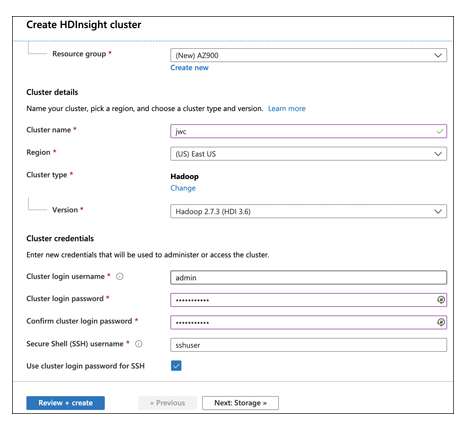 Create HDInsight cluster
Resource group *
(New) AZ900
Create new
Cluster details
Name your cluster, pick a region, and choose a cluster type and version. Learn more
Cluster name *
jwc
Region *
(US) East US
Cluster type *
Hadoop
Change
Version *
Hadoop 2.7.3 (HDI 3.6)
Cluster credentials
Enter new credentials that will be used to administer or access the cluster.
Cluster login username *
admin
Cluster login password *
•••••••••••
Confirm cluster login password *
•••••••••••
Secure Shell (SSH) username *
sshuser
Use cluster login password for SSH
Review + create
« Previous
Next: Storage »